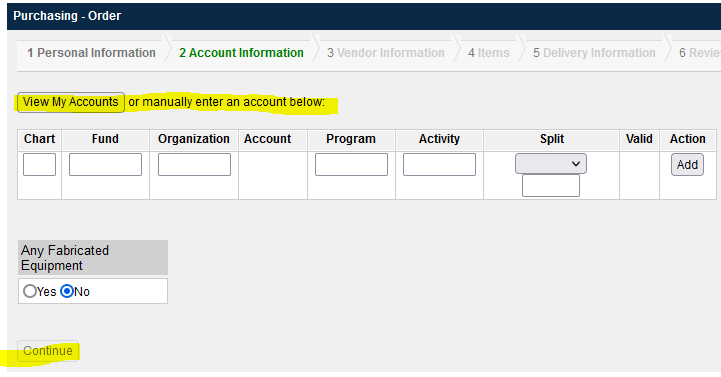 Purchasing - Order
1 Personal Information 2 Account Information 3 Vendor Information 4 Items 5 Delivery Information 6 Revie
View My Accounts or manually enter an account below:
Chart Fund Organization Account Program Activity Split Valid Action
Add
Any Fabricated
Equipment
Yes No
Continue